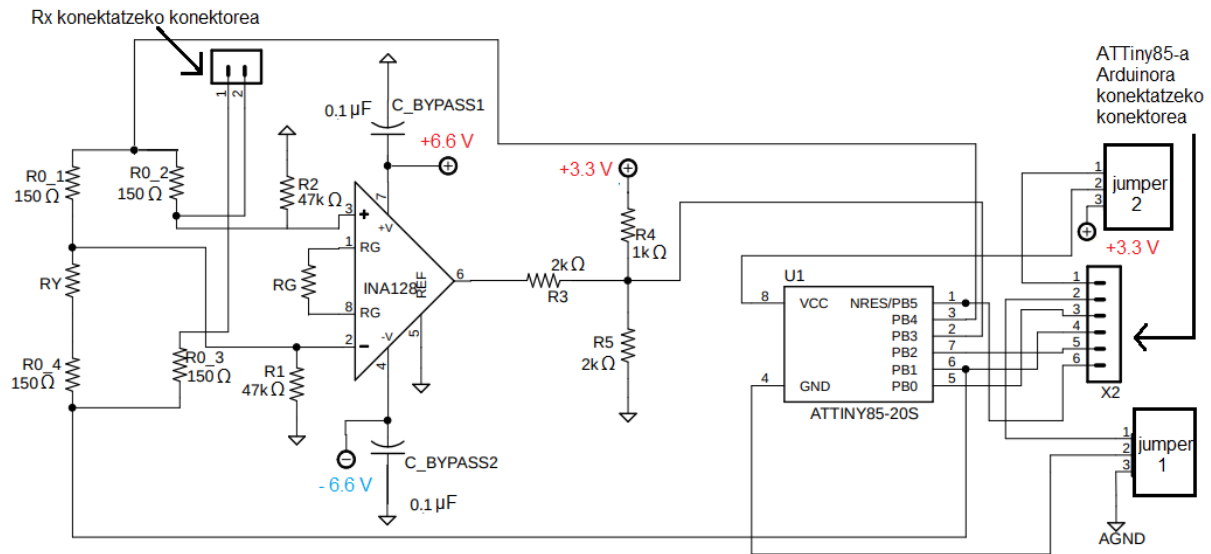 Rx konektatzeko konektorea
1
2
0.1 µF
C_BYPASS1
+6.6 V
R0_1
150 Ω
R0_2
150 Ω
R2
47k Ω
3
7
+V
1
RG
RG
INA128
REF
6
5
8
RG
2
-V
4
RY
R0_4
150 Ω
R0_3
150 Ω
R1
47k Ω
- 6.6 V
C_BYPASS2
0.1 µF
+3.3 V
R4
1k Ω
2k Ω
R3
R5
2k Ω
U1
8
VCC
4
GND
NRES/PB5
1
PB4
3
PB3
2
PB2
7
PB1
6
PB0
5
ATTINY85-20S
ATTiny85-a
Arduinora
konektatzeko
konektorea
1
2
3
jumper
2
+3.3 V
1
2
3
4
5
6
X2
1
2
3
jumper
1
AGND